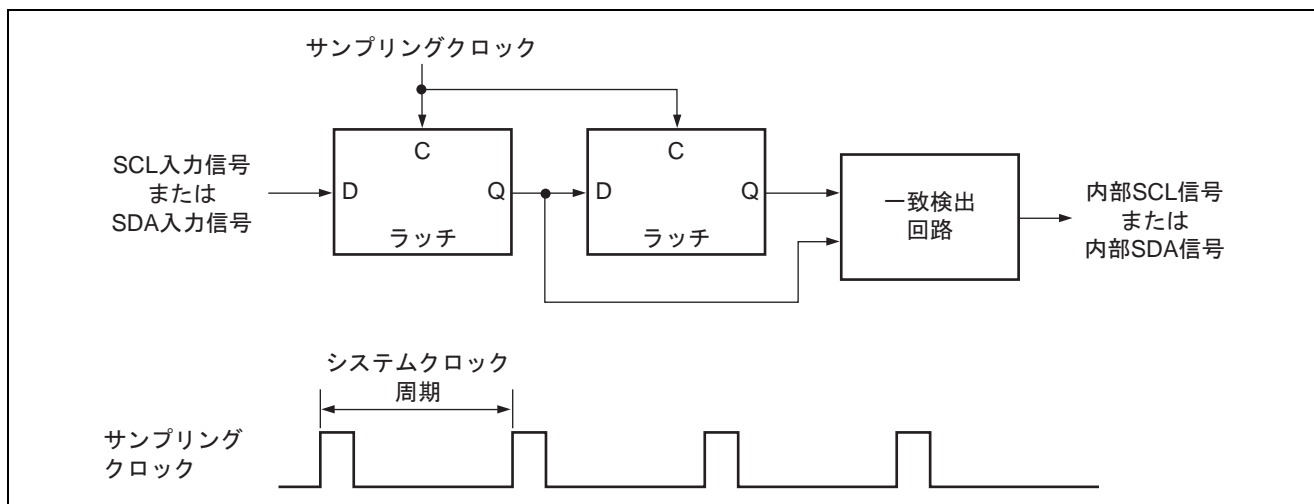 サンプリングクロック
SCL入力信号
または
SDA入力信号
C
D
Q
ラッチ
C
D
Q
ラッチ
一致検出
回路
内部SCL信号
または
内部SDA信号
システムクロック
周期
サンプリング
クロック